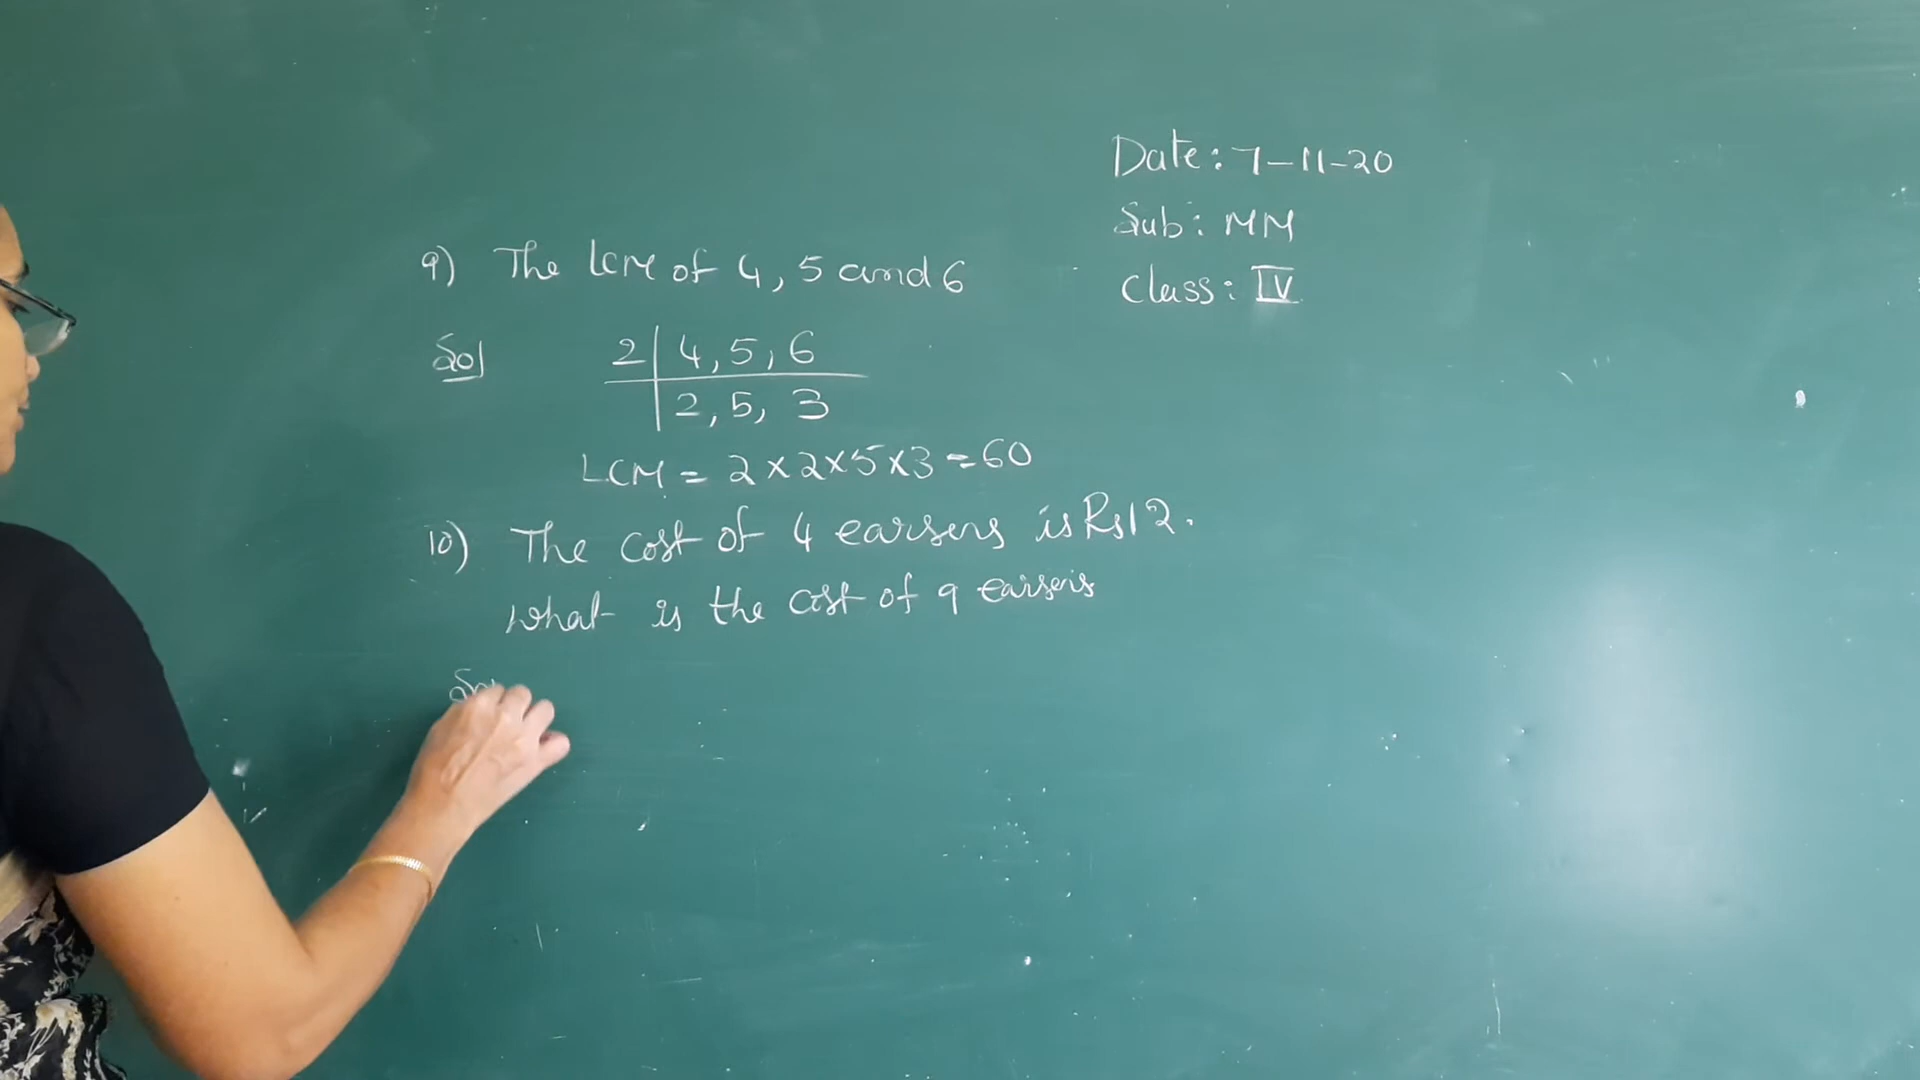 Date: 7-11-20
Sub: MM
Class: IV
9) The LCM of 4, 5 and 6
Sol
2 | 4, 5, 6
2, 5, 3
LCM = 2 x 2 x 5 x 3 = 60
10) The cost of 4 earsers is Rs12.
What is the cost of 9 earsers
Sol